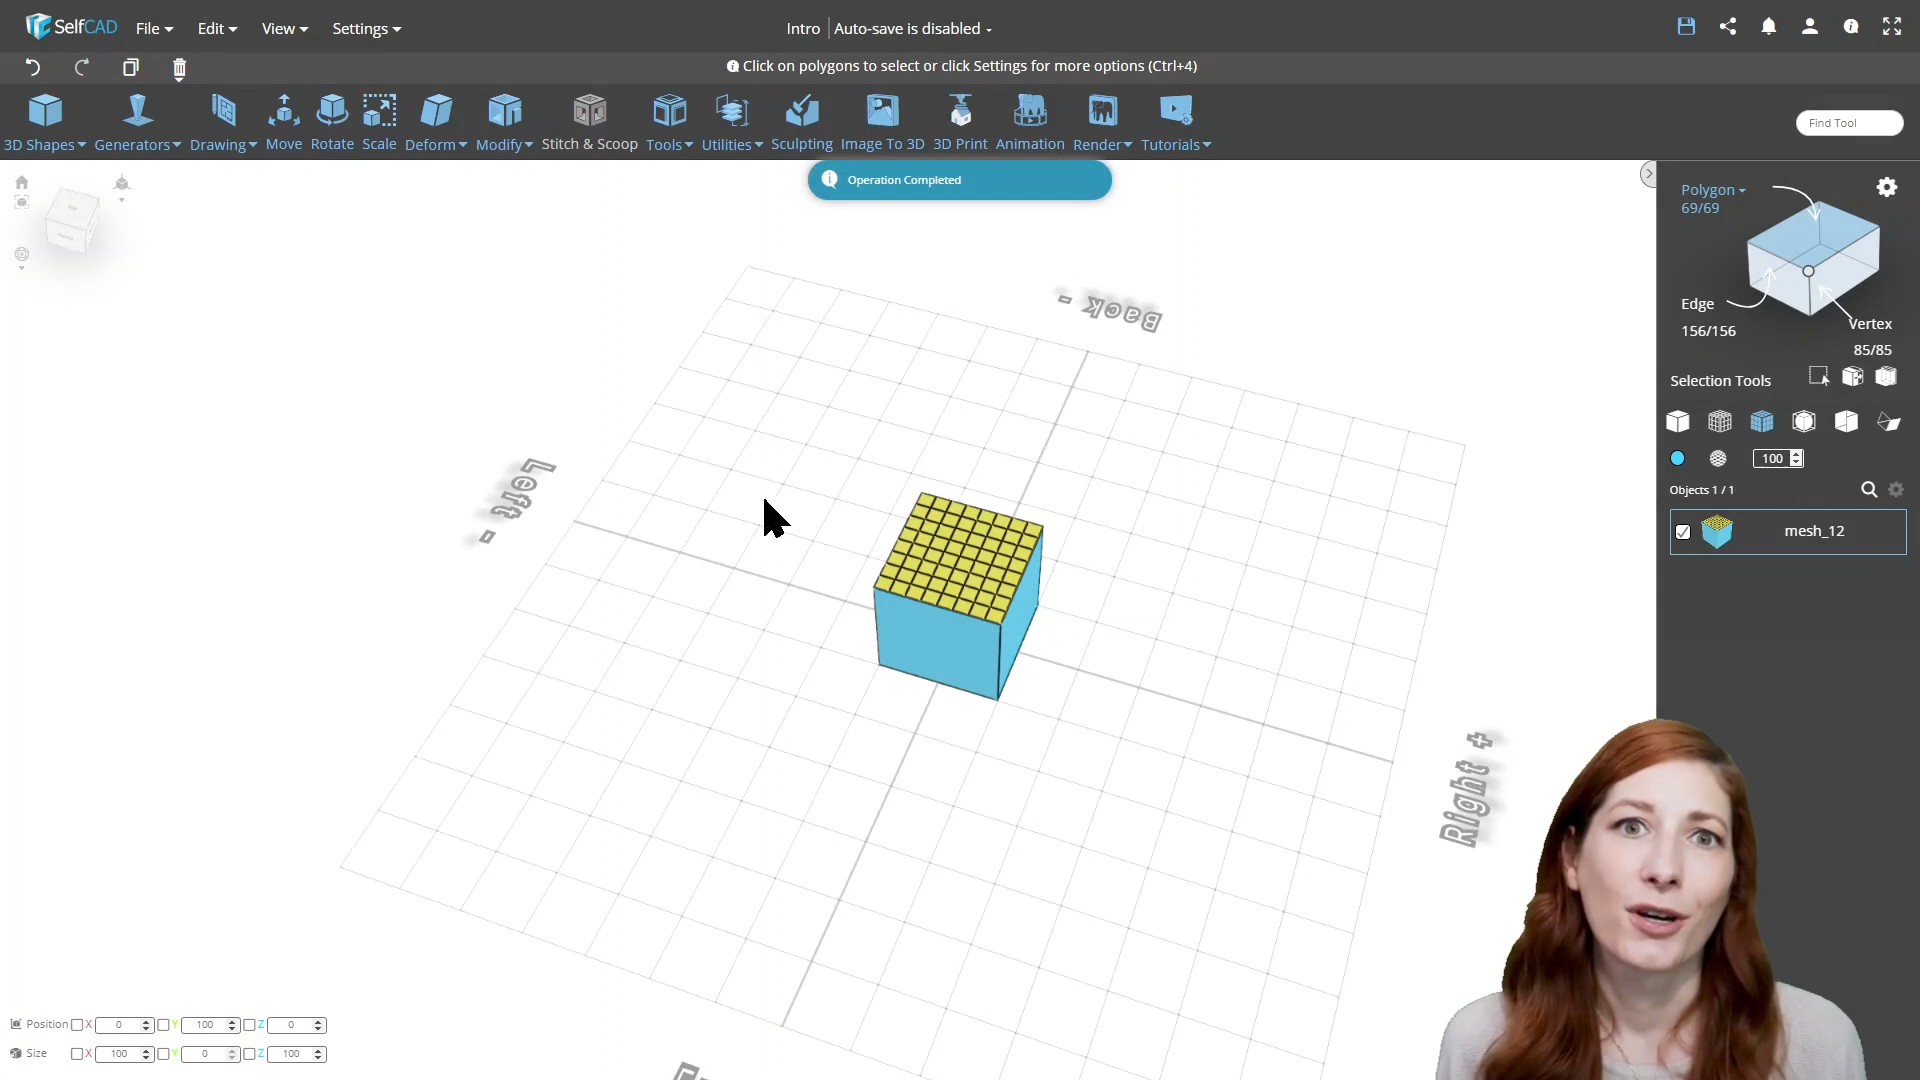 SelfCAD File Edit View Settings Intro Auto-save is disabled
Click on polygons to select or click Settings for more options (Ctrl+4)
3D Shapes Generators Drawing Move Rotate Scale Deform Modify Stitch & Scoop Tools Utilities Sculpting Image To 3D 3D Print Animation Render Tutorials Find Tool
Operation Completed
Polygon
69/69
Edge
156/156
Vertex
85/85
Selection Tools
100
Objects 1 / 1
mesh_12
Back -
Left -
Right +
Position X 0 Y 100 Z 0
Size X 100 Y 0 Z 100